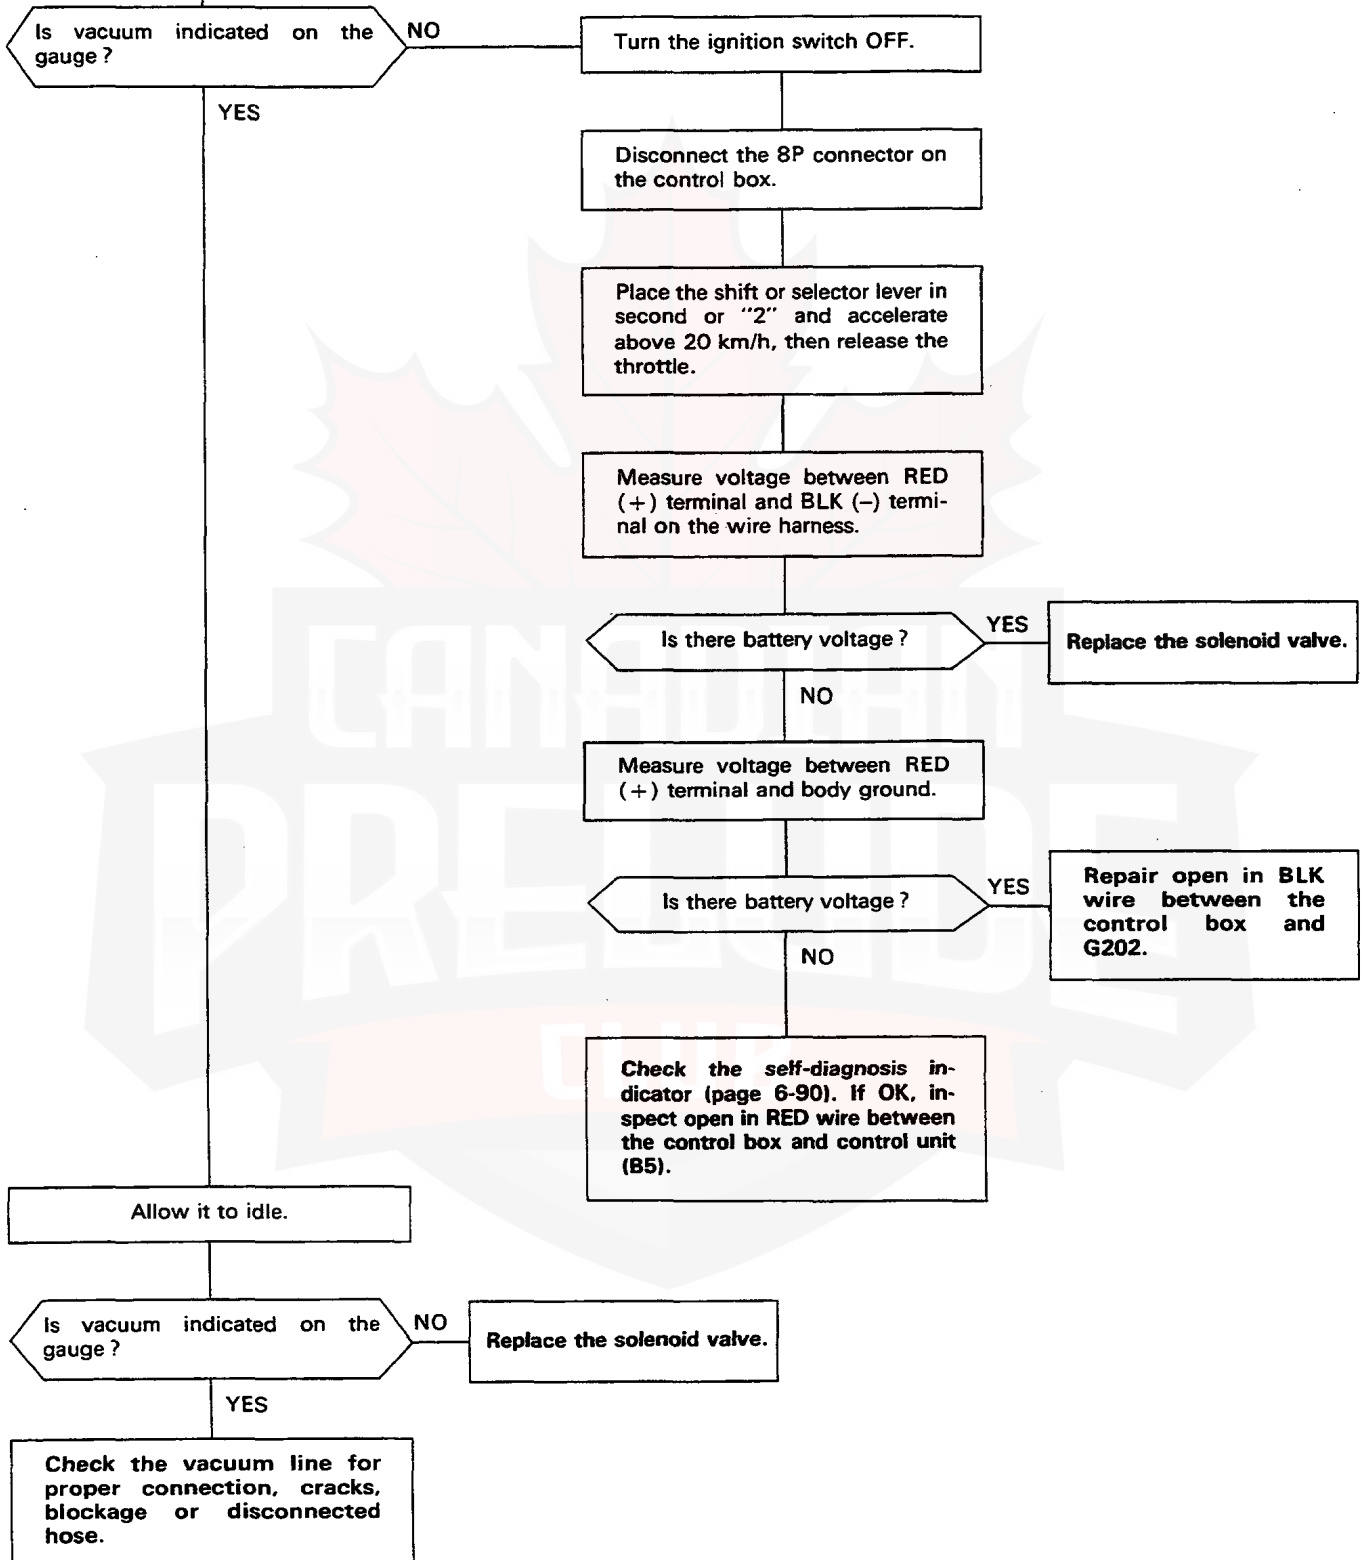 Is vacuum indicated on the
gauge?
NO
YES
Turn the ignition switch OFF.
Disconnect the 8P connector on
the control box.
Place the shift or selector lever in
second or "2" and accelerate
above 20 km/h, then release the
throttle.
Measure voltage between RED
(+) terminal and BLK (–) termi-
nal on the wire harness.
Is there battery voltage?
YES
Replace the solenoid valve.
NO
Measure voltage between RED
(+) terminal and body ground.
Is there battery voltage?
YES
Repair open in BLK
wire between the
control box and
G202.
NO
Check the self-diagnosis in-
dicator (page 6-90). If OK, in-
spect open in RED wire between
the control box and control unit
(B5).
Allow it to idle.
Is vacuum indicated on the
gauge?
NO
Replace the solenoid valve.
YES
Check the vacuum line for
proper connection, cracks,
blockage or disconnected
hose.
CANADIAN
PRELUDE
CLUB